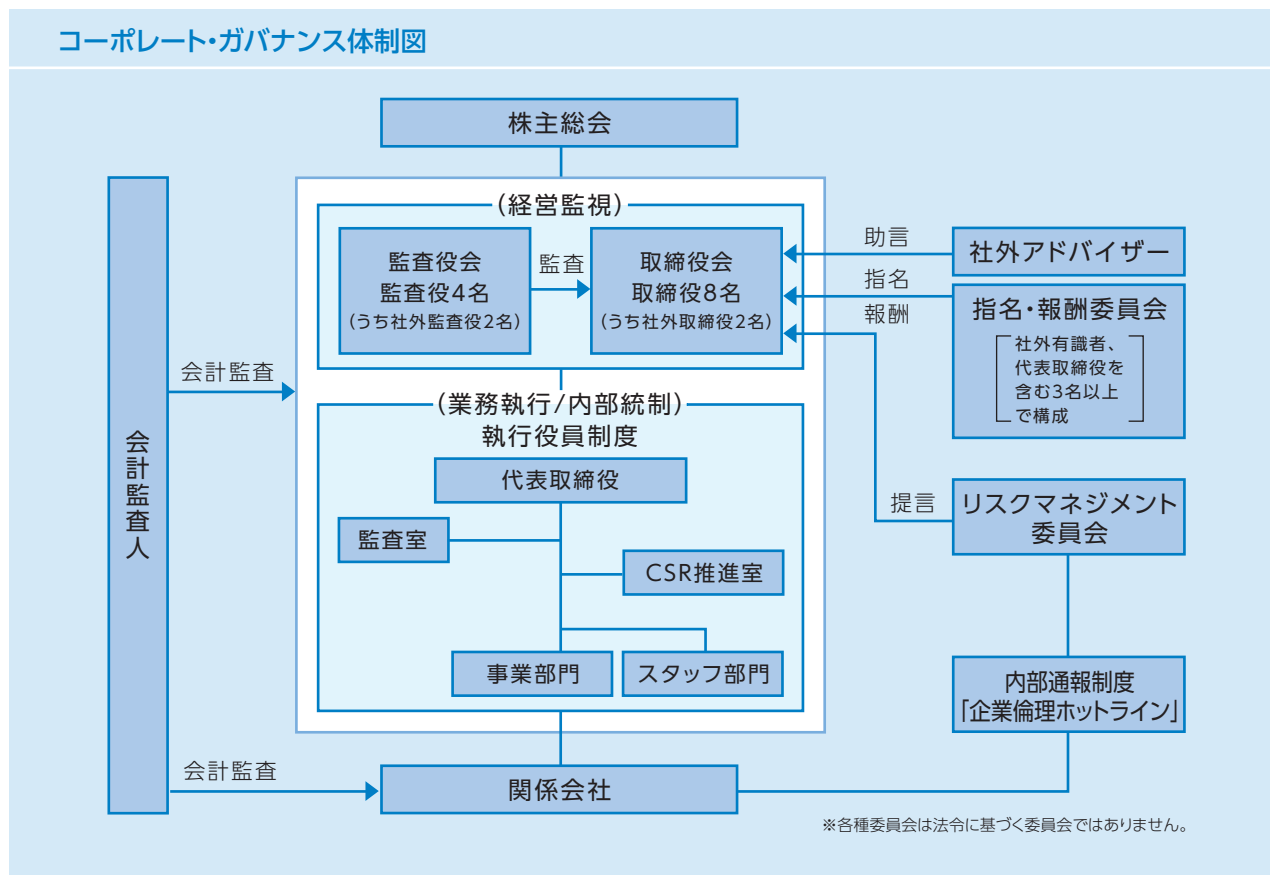 コーポレート・ガバナンス体制図
株主総会
(経営監視)
監査役会
監査役4名
(うち社外監査役2名)
監査
取締役会
取締役8名
(うち社外取締役2名)
助言
社外アドバイザー
指名
報酬
指名・報酬委員会
社外有識者、
代表取締役を
含む3名以上
で構成
会計監査
会計監査人
(業務執行/内部統制)
執行役員制度
代表取締役
監査室
CSR推進室
事業部門
スタッフ部門
提言
リスクマネジメント
委員会
内部通報制度
「企業倫理ホットライン」
会計監査
関係会社
※各種委員会は法令に基づく委員会ではありません。